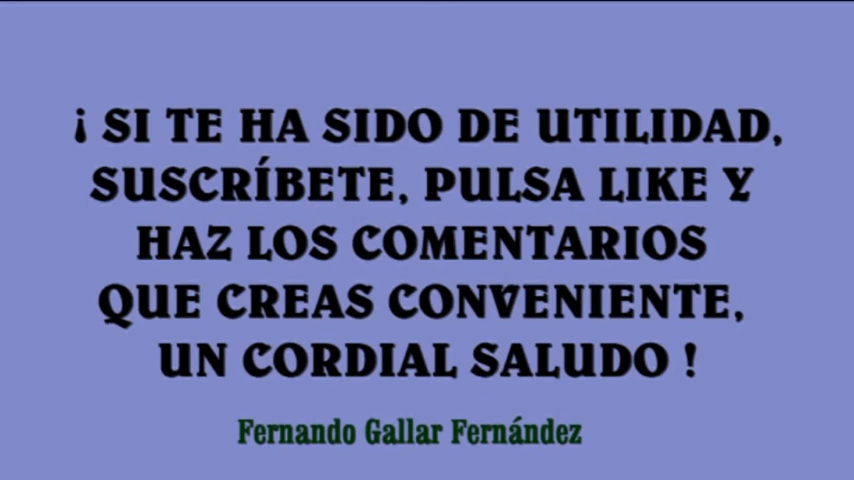 ¡ SI TE HA SIDO DE UTILIDAD,
SUSCRÍBETE, PULSA LIKE Y
HAZ LOS COMENTARIOS
QUE CREAS CONVENIENTE,
UN CORDIAL SALUDO !
Fernando Gallar Fernández